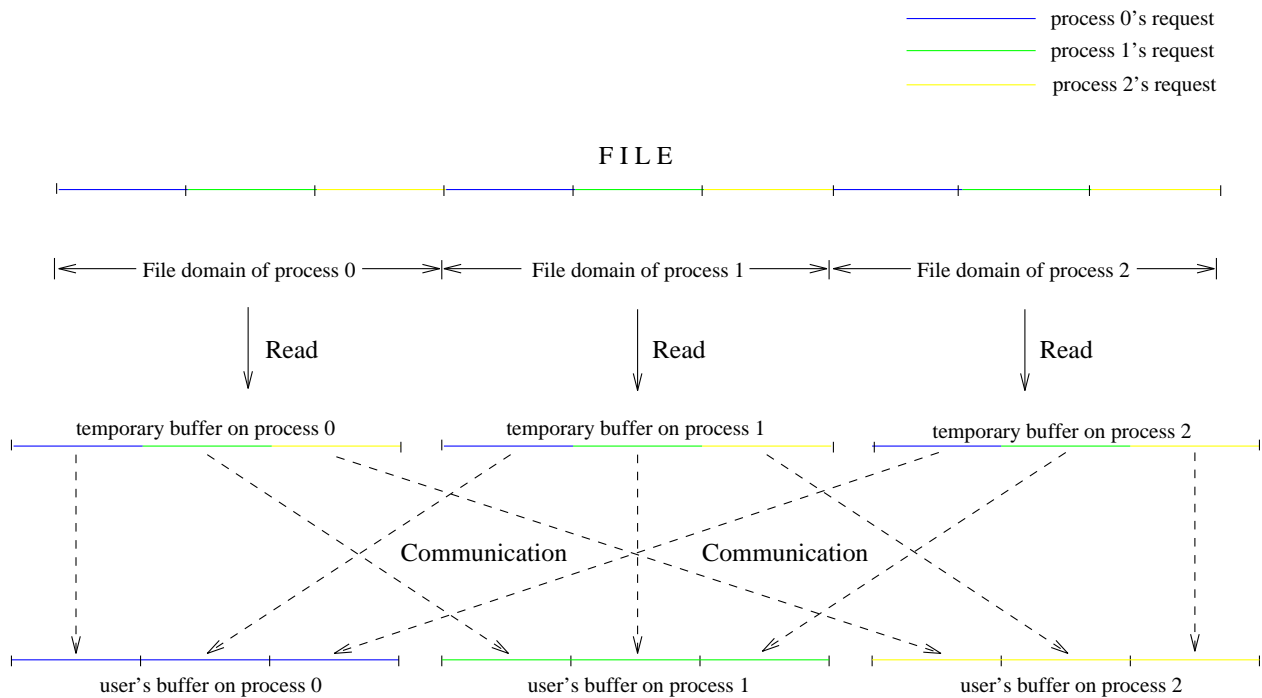 process 0's request
process 1's request
process 2's request
F I L E
File domain of process 0
File domain of process 1
File domain of process 2
Read
Read
Read
temporary buffer on process 0
temporary buffer on process 1
temporary buffer on process 2
Communication
Communication
user's buffer on process 0
user's buffer on process 1
user's buffer on process 2